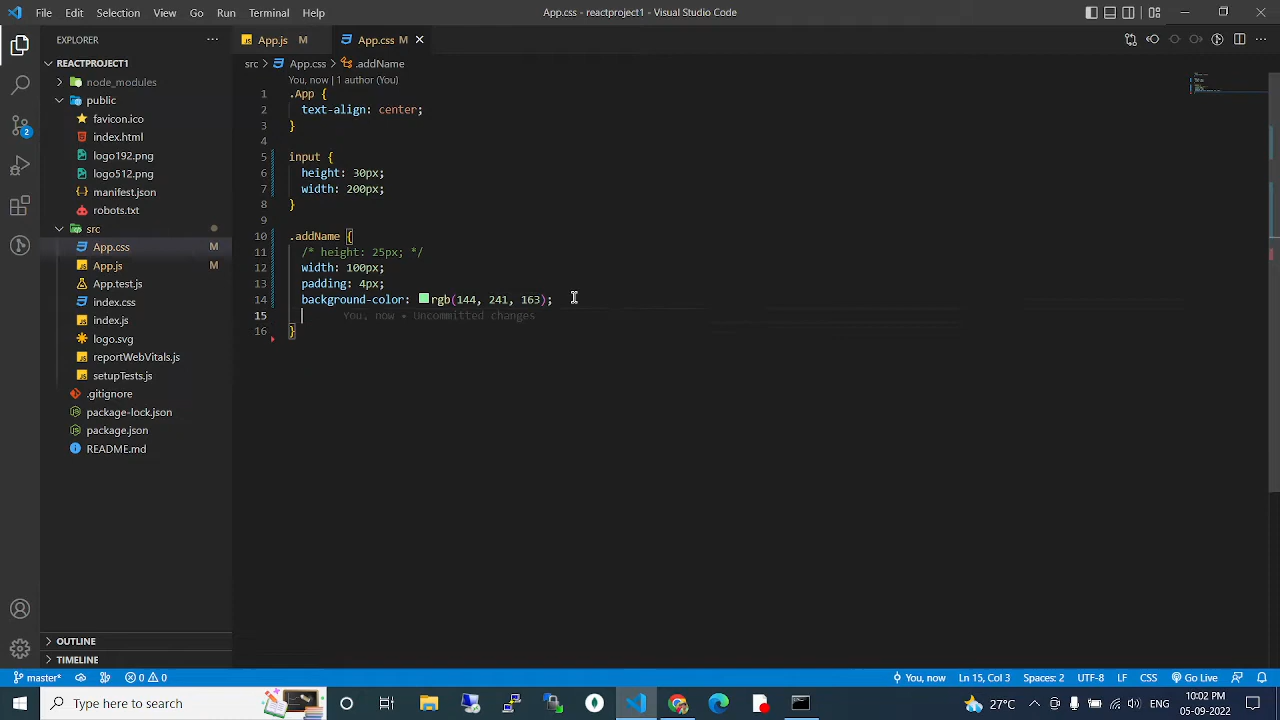 File Edit Selection View Go Run Terminal Help
App.css - reactproject1 - Visual Studio Code
EXPLORER
REACTPROJECT1
node_modules
public
favicon.ico
index.html
logo192.png
logo512.png
manifest.json
robots.txt
src
App.css M
App.js M
App.test.js
index.css
index.js
logo.svg
reportWebVitals.js
setupTests.js
.gitignore
package-lock.json
package.json
README.md
OUTLINE
TIMELINE
2
App.js M
App.css M
src > App.css > .addName
You, now | 1 author (You)
1 .App {
2 text-align: center;
3 }
4
5 input {
6 height: 30px;
7 width: 200px;
8 }
9
10 .addName {
11 /* height: 25px; */
12 width: 100px;
13 padding: 4px;
14 background-color: rgb(144, 241, 163);
15 You, now • Uncommitted changes
16 }
master* 0 0 You, now Ln 15, Col 3 Spaces: 2 UTF-8 LF CSS Go Live
Type here to search
ENG
10:02 PM
05-09-2022